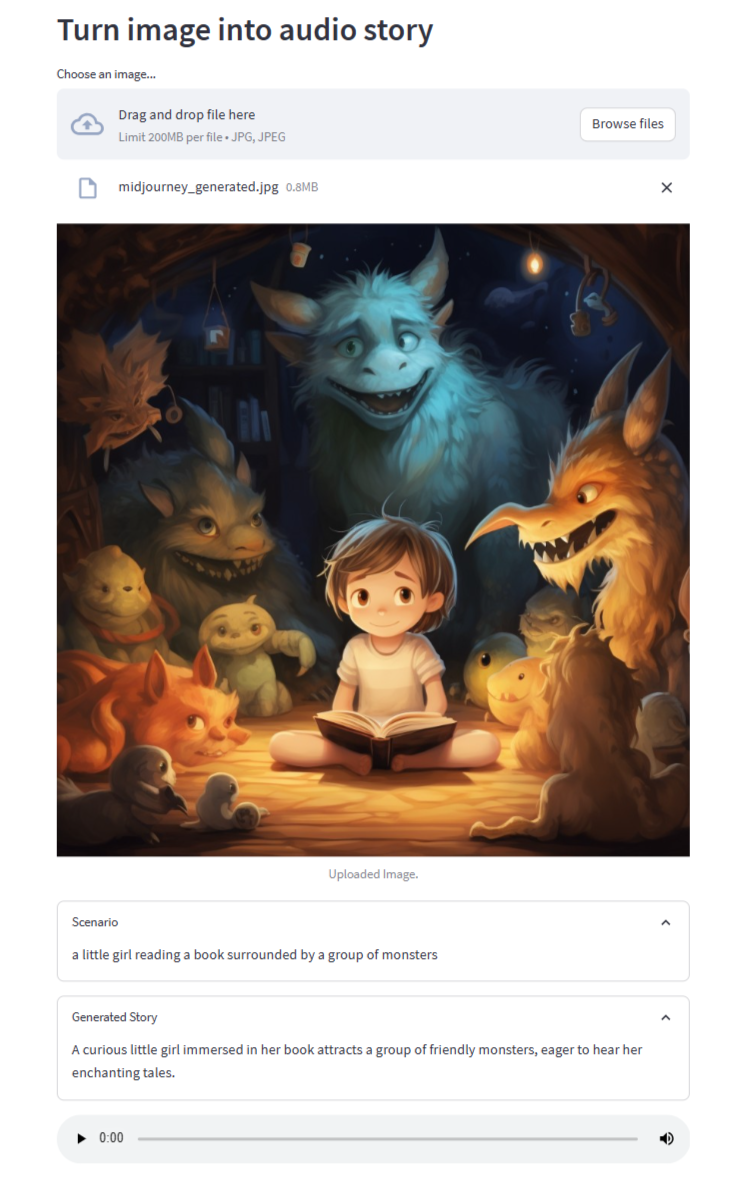 Turn image into audio story
Choose an image...
Drag and drop file here
Limit 200MB per file • JPG, JPEG
Browse files
midjourney_generated.jpg 0.8MB
Uploaded Image.
Scenario
a little girl reading a book surrounded by a group of monsters
Generated Story
A curious little girl immersed in her book attracts a group of friendly monsters, eager to hear her
enchanting tales.
0:00